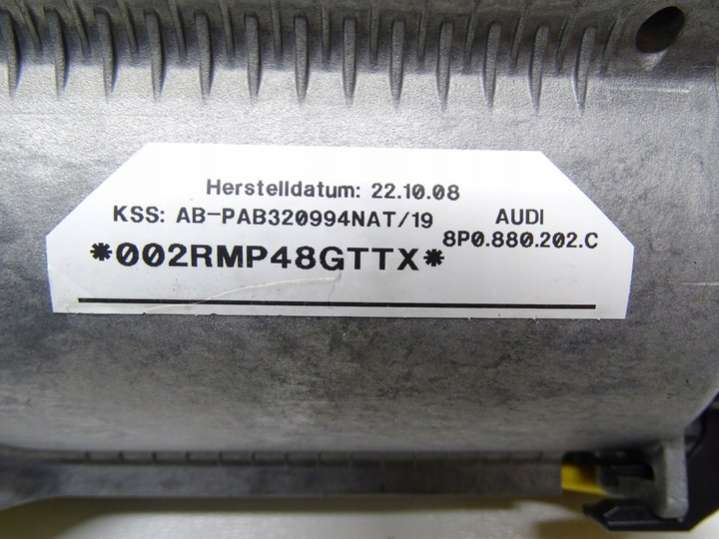 Herstelldatum: 22.10.08
KSS: AB-PAB320994NAT/19 AUDI
8P0.880.202.C
*002RMP48GTTX*